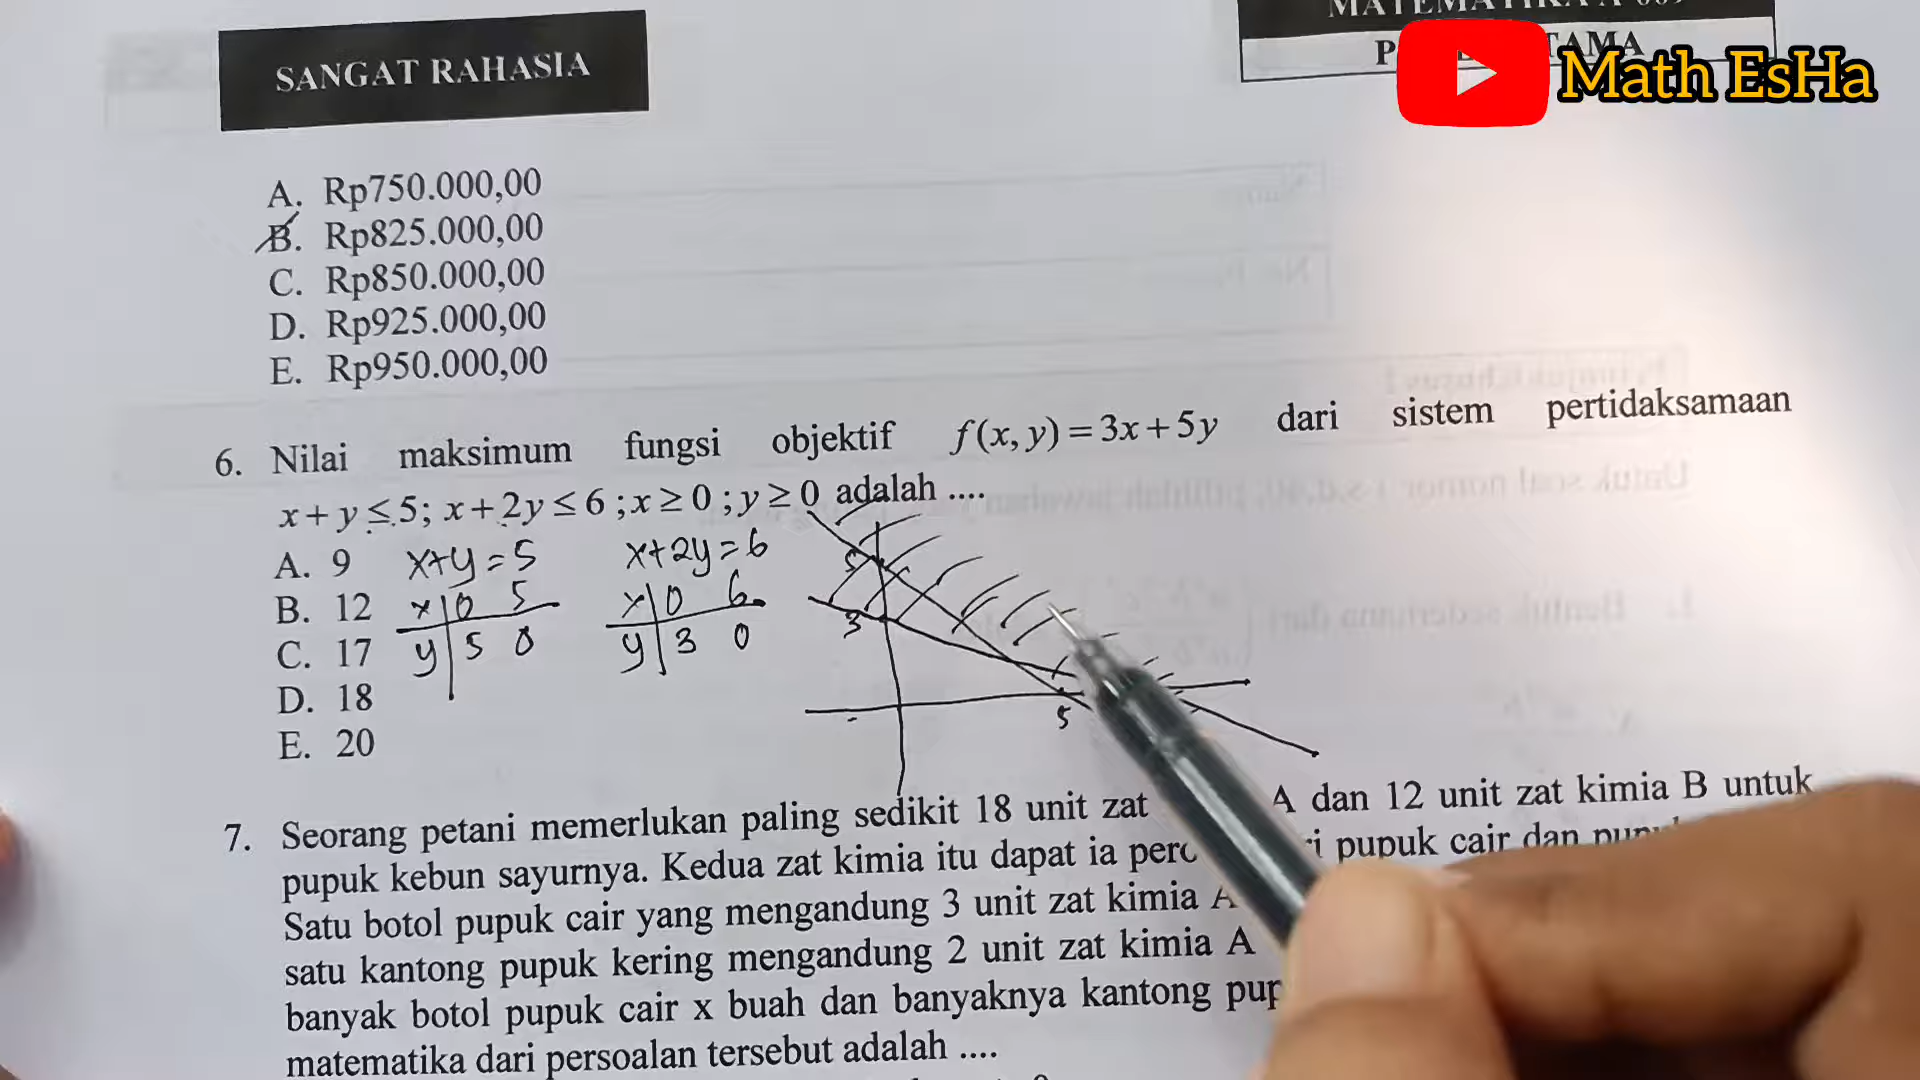 SANGAT RAHASIA
Math EsHa
A. Rp750.000,00
B. Rp825.000,00
C. Rp850.000,00
D. Rp925.000,00
E. Rp950.000,00
6. Nilai maksimum fungsi objektif f(x, y) = 3x + 5y dari sistem pertidaksamaan
x + y ≤ 5; x + 2y ≤ 6 ; x ≥ 0 ; y ≥ 0 adalah ....
A. 9
B. 12
C. 17
D. 18
E. 20
x+y = 5
x 0 5
y 5 0
x+2y = 6
x 0 6
y 3 0
5
3
5
7. Seorang petani memerlukan paling sedikit 18 unit zat A dan 12 unit zat kimia B untuk
pupuk kebun sayurnya. Kedua zat kimia itu dapat ia pupuk cair dan
Satu botol pupuk cair yang mengandung 3 unit zat kimia A
satu kantong pupuk kering mengandung 2 unit zat kimia A
banyak botol pupuk cair x buah dan banyaknya kantong
matematika dari persoalan tersebut adalah ....